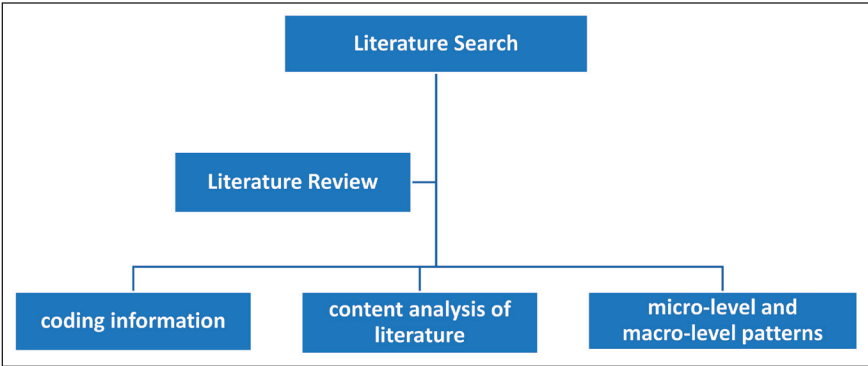 Literature Search
Literature Review
coding information
content analysis of
literature
micro-level and
macro-level patterns